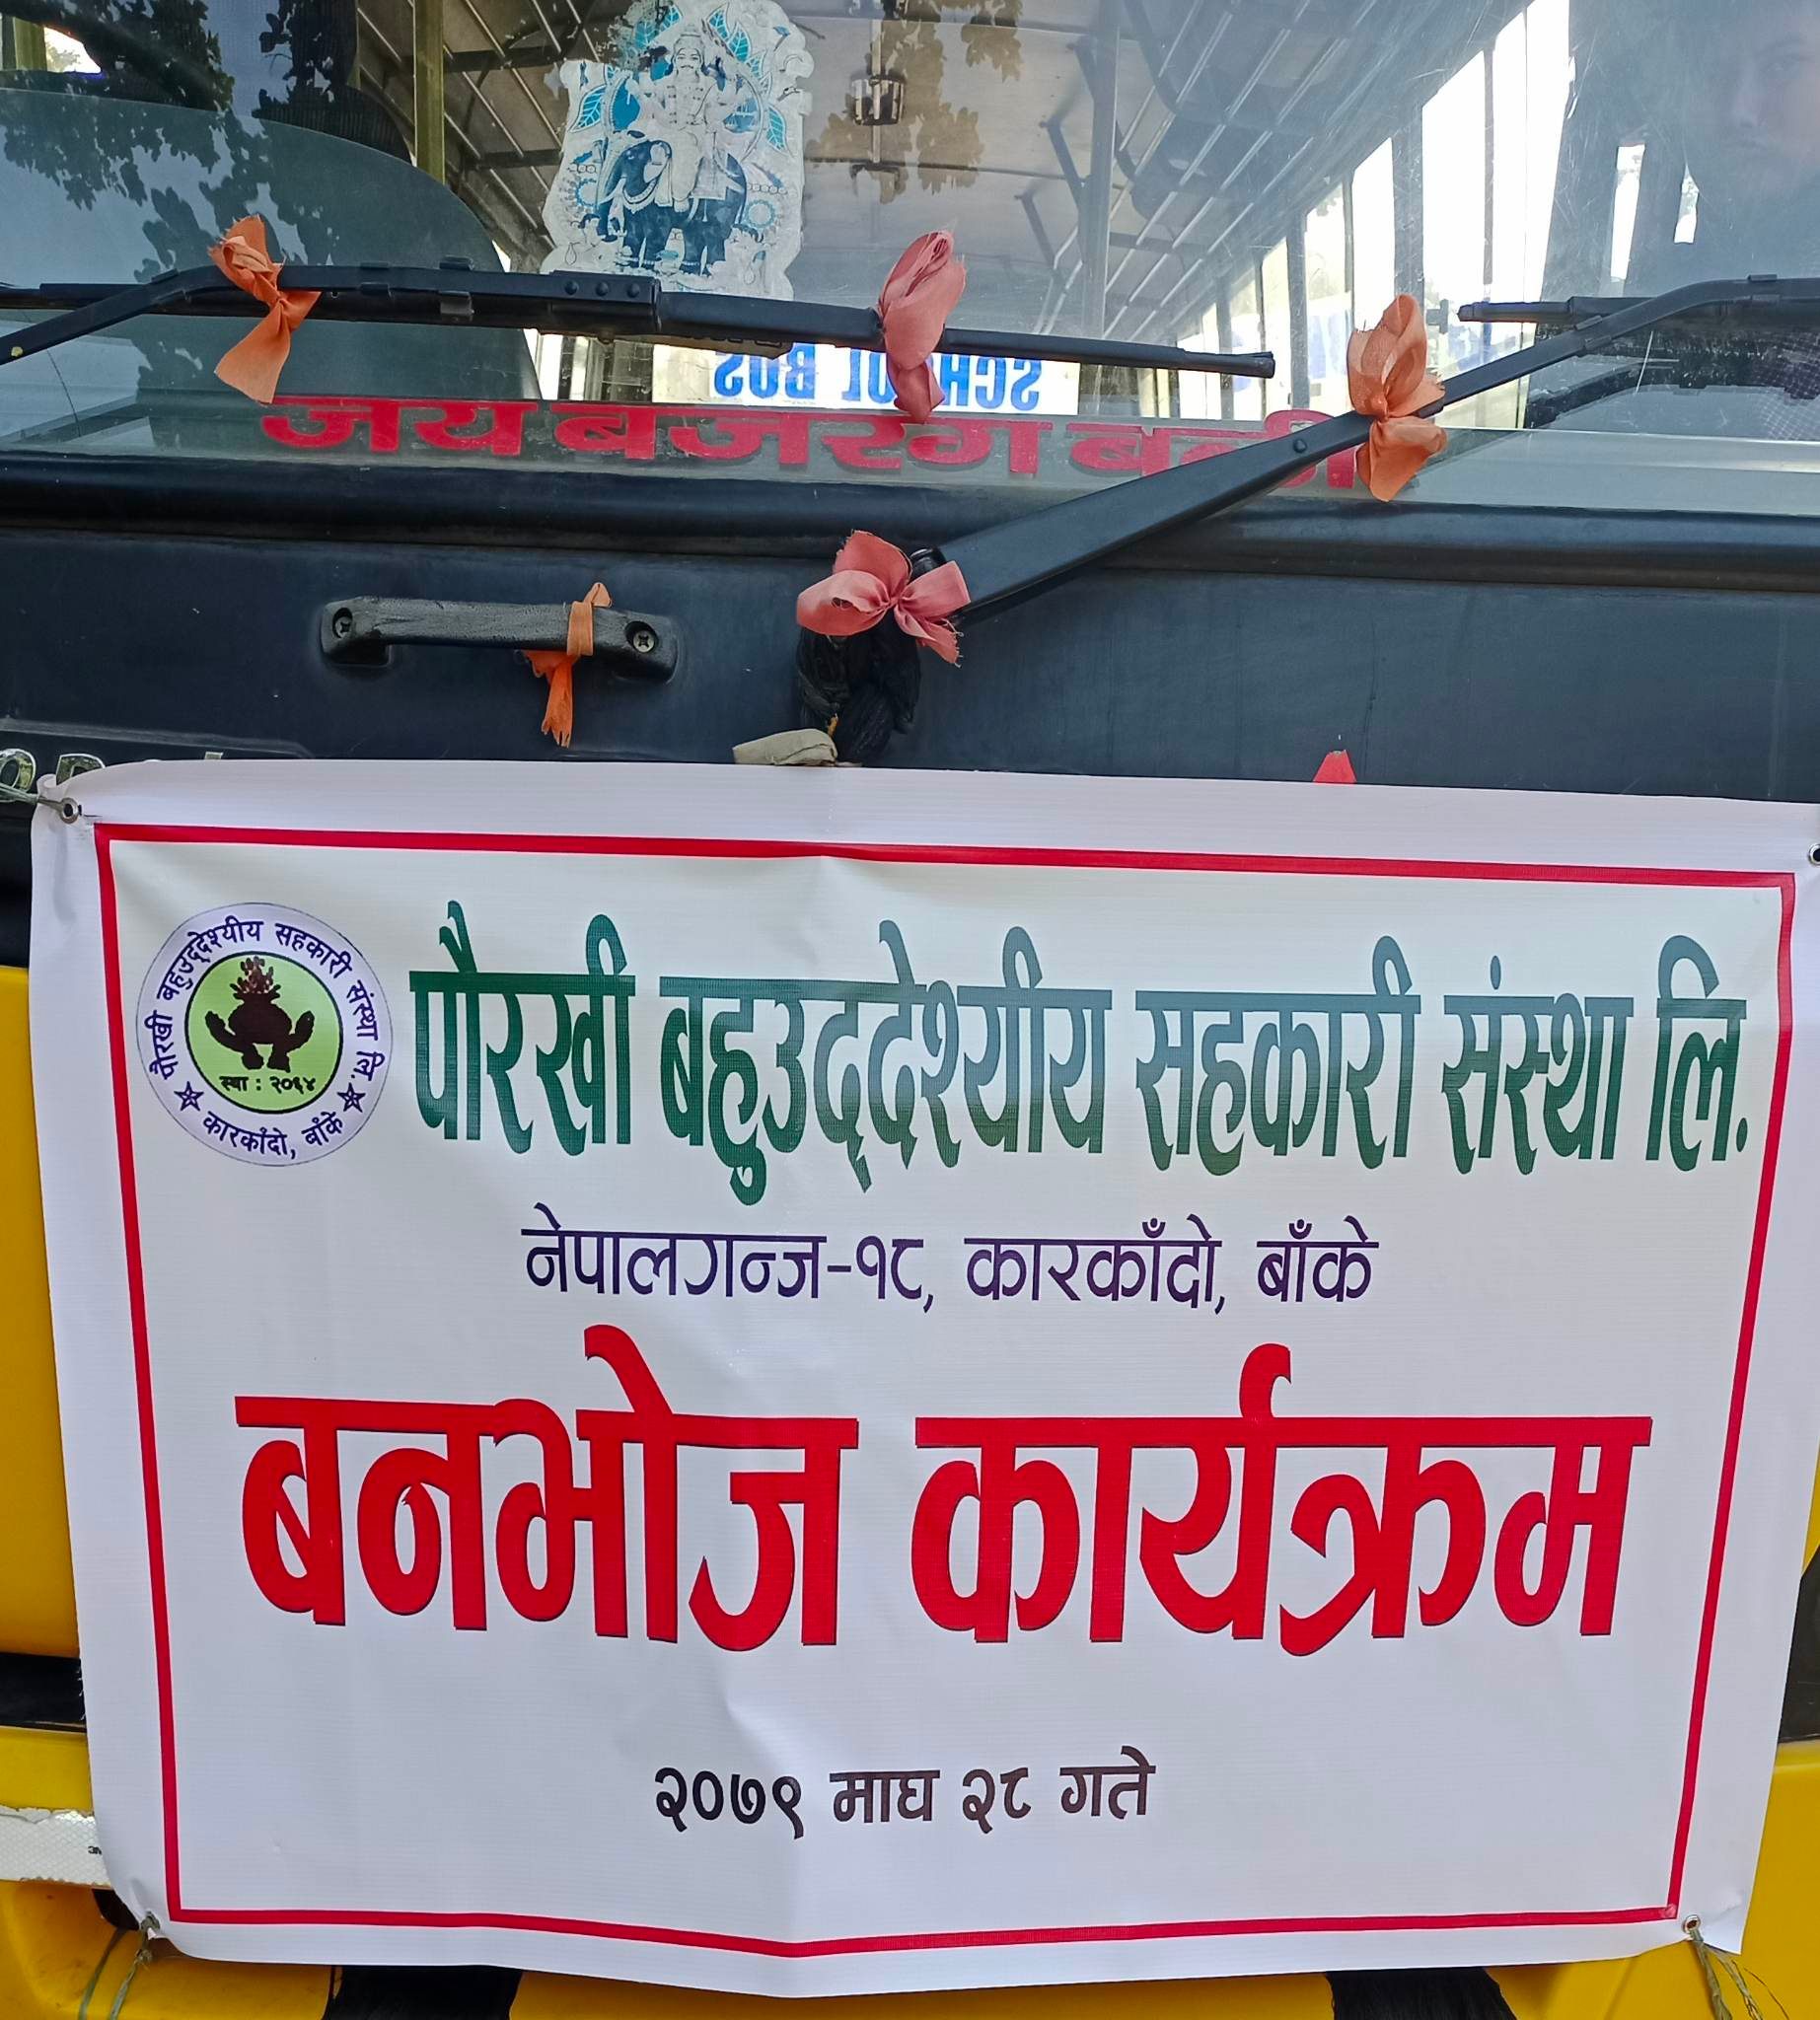 SCHOOL BUS
जय बजरंग बली
पौरखी बहुउद्देश्यीय सहकारी संस्था लि.
स्था : २०६४
कारकाँदो, बाँके
पौरखी बहुउद्देश्यीय सहकारी संस्था लि.
नेपालगन्ज-१८, कारकाँदो, बाँके
बनभोज कार्यक्रम
२०७९ माघ २८ गते